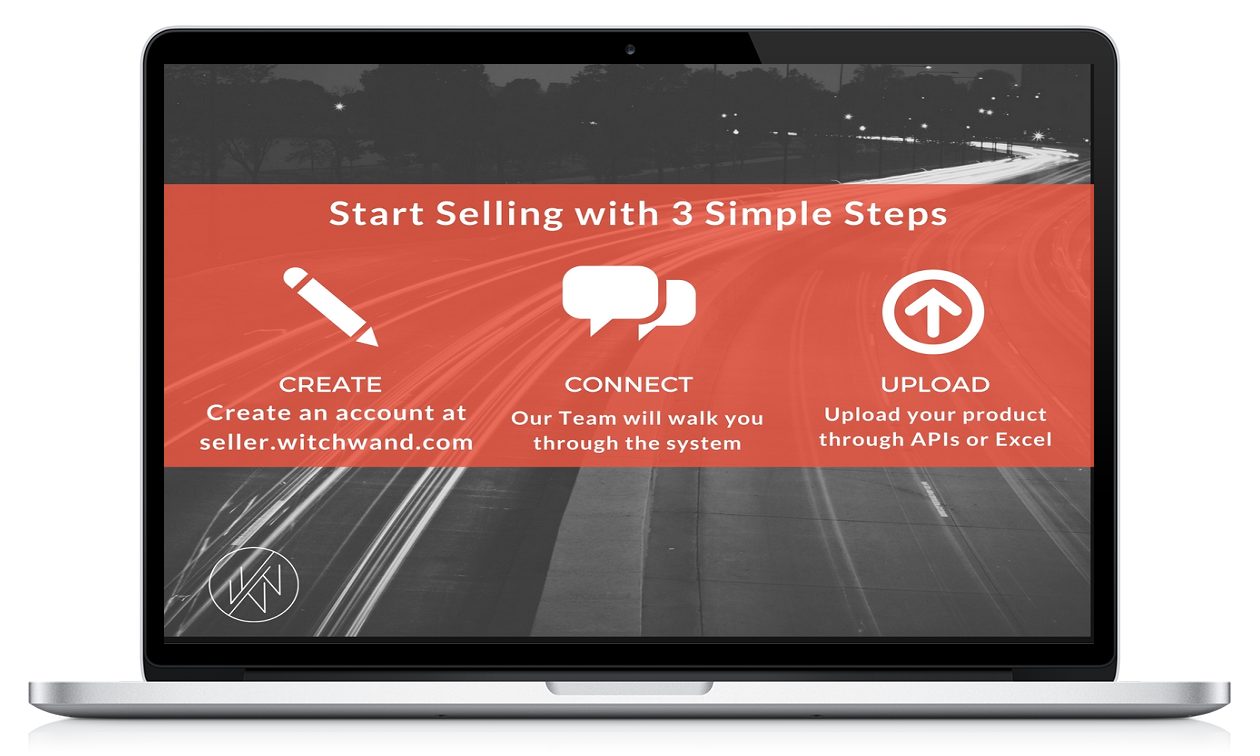 Start Selling with 3 Simple Steps
CREATE
Create an account at
seller.witchwand.com
CONNECT
Our Team will walk you
through the system
UPLOAD
Upload your product
through APIs or Excel